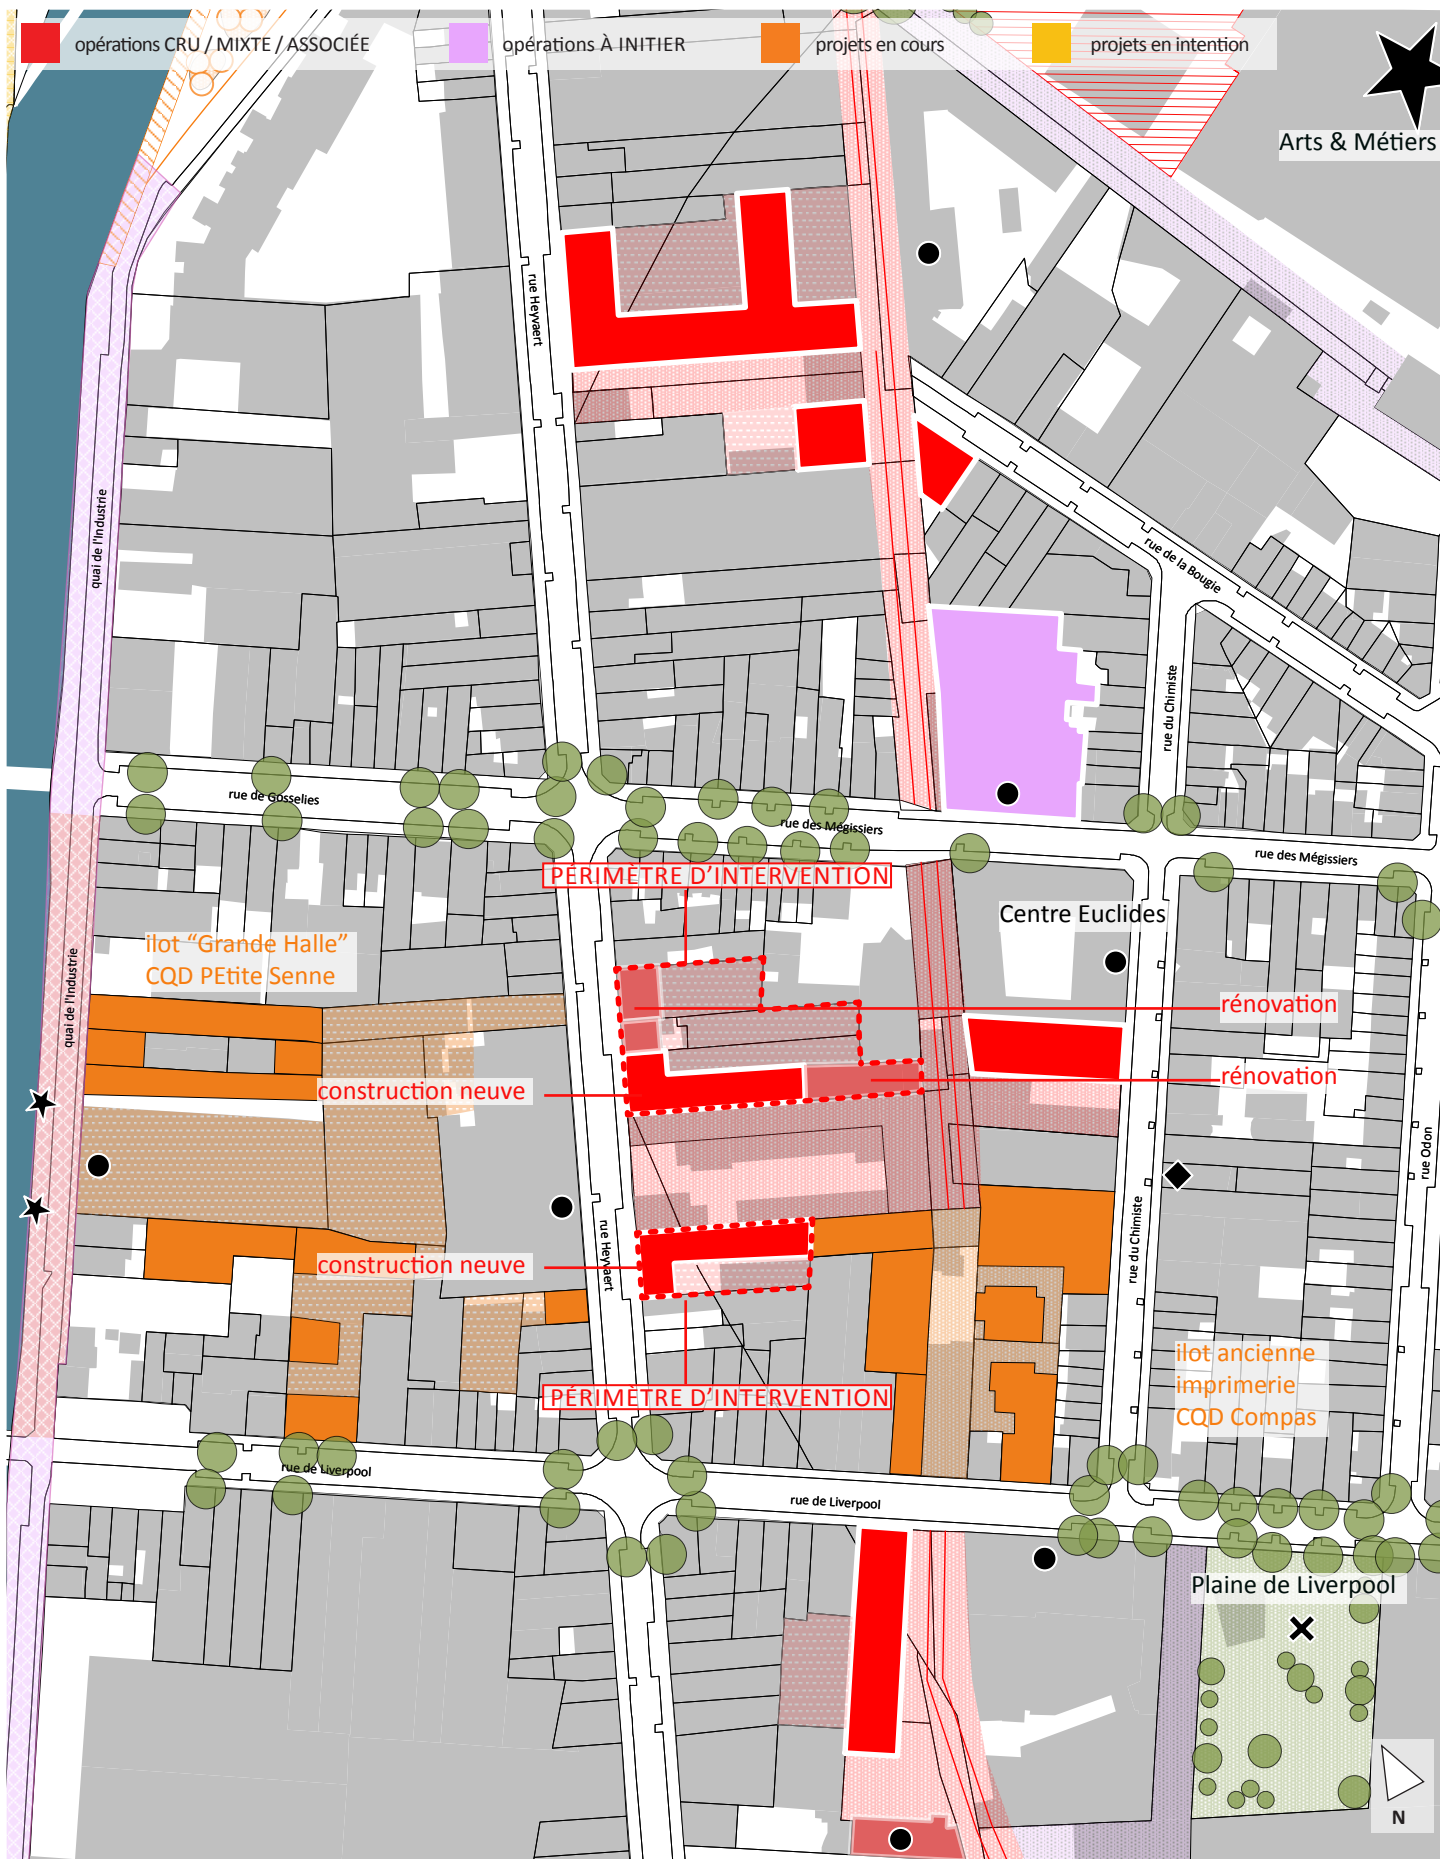 opérations CRU / MIXTE / ASSOCIÉE
opérations À INITIER
projets en cours
projets en intention
Arts & Métiers
rue Heyvaert
quai de l'Industrie
rue de la Bougie
rue du Chimiste
rue de Gosselies
rue des Mégissiers
rue des Mégissiers
PÉRIMÈTRE D'INTERVENTION
Centre Euclides
ilot "Grande Halle"
CQD PEtite Senne
quai de l'Industrie
rénovation
rénovation
construction neuve
rue Odon
rue Heyvaert
rue du Chimiste
construction neuve
ilot ancienne
imprimerie
CQD Compas
PÉRIMÈTRE D'INTERVENTION
rue de Liverpool
rue de Liverpool
Plaine de Liverpool
N